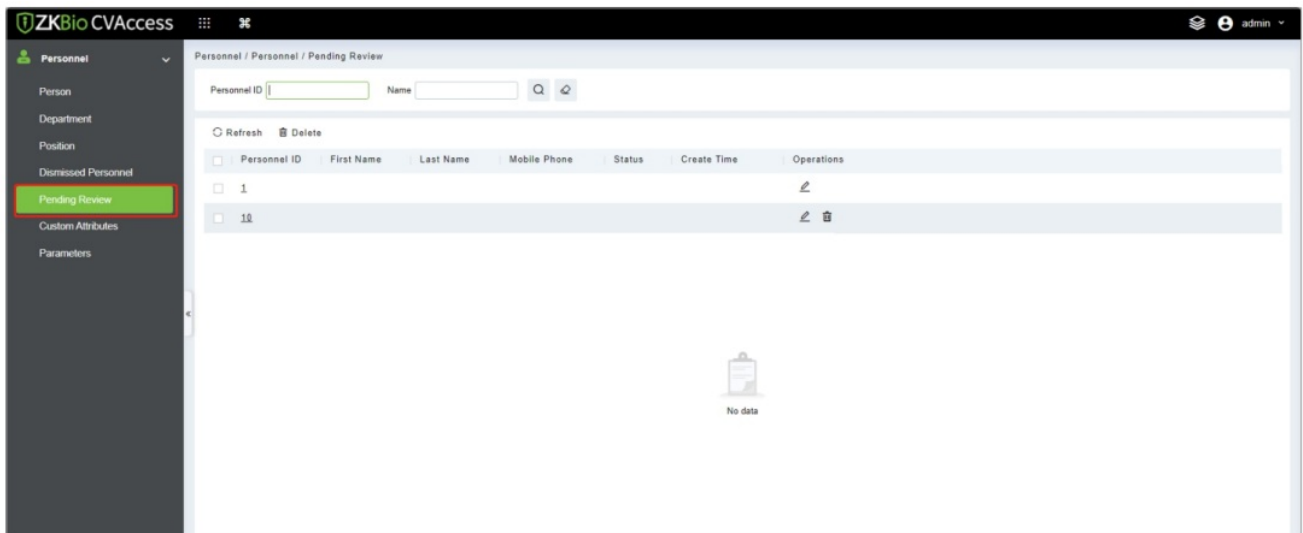 ZKBio CVAccess
admin
Personnel
Person
Department
Position
Dismissed Personnel
Pending Review
Custom Attributes
Parameters
Personnel / Personnel / Pending Review
Personnel ID Name
Refresh Delete
Personnel ID First Name Last Name Mobile Phone Status Create Time Operations
1
10
No data